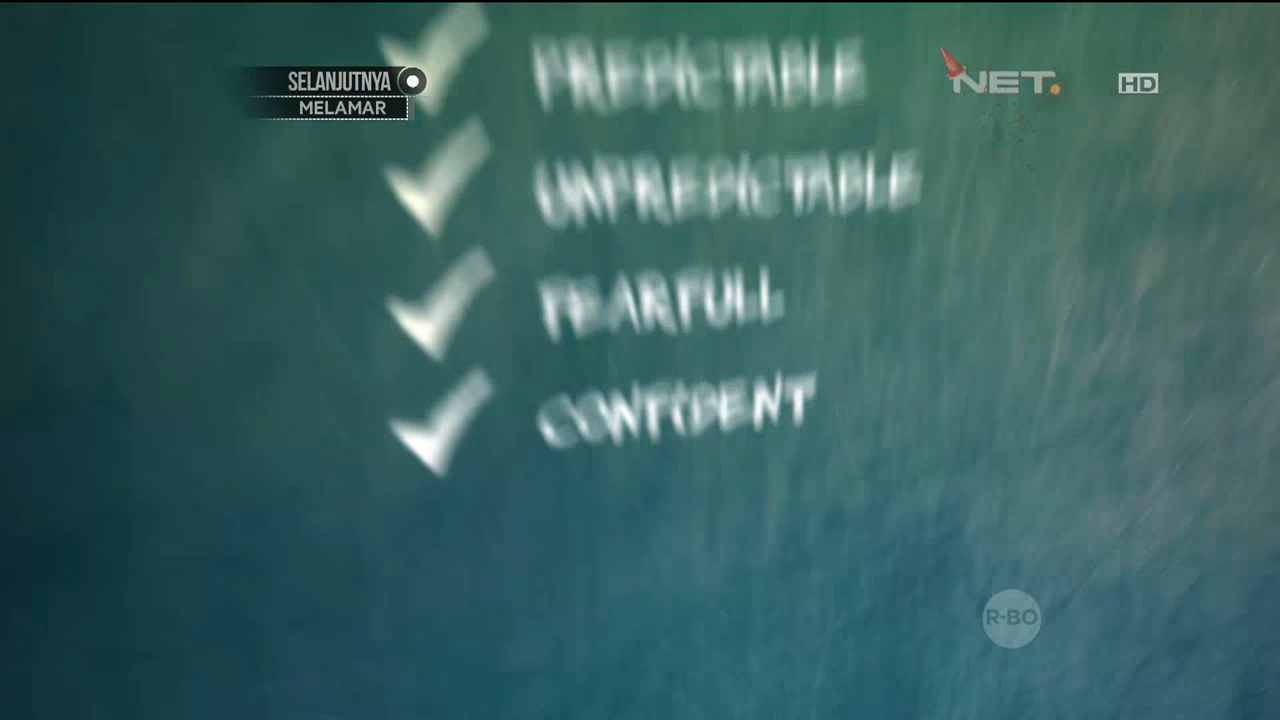 PREDICTABLE
SELANJUTNYA
MELAMAR
NET.
HD
UNPREDICTABLE
FEARFULL
CONFIDENT
R-BO